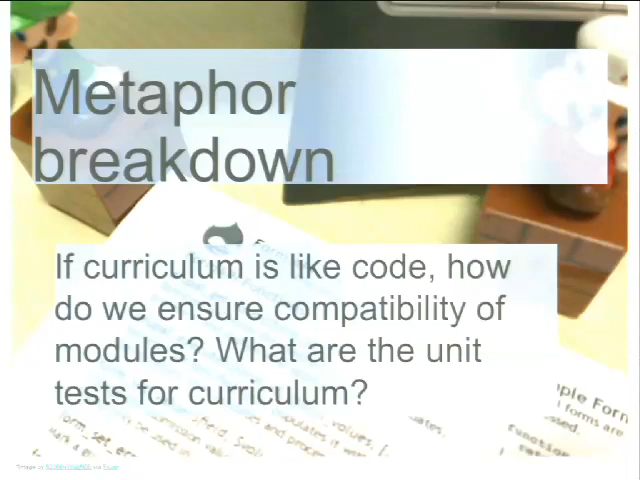 Metaphor
breakdown
If curriculum is like code, how
do we ensure compatibility of
modules? What are the unit
tests for curriculum?